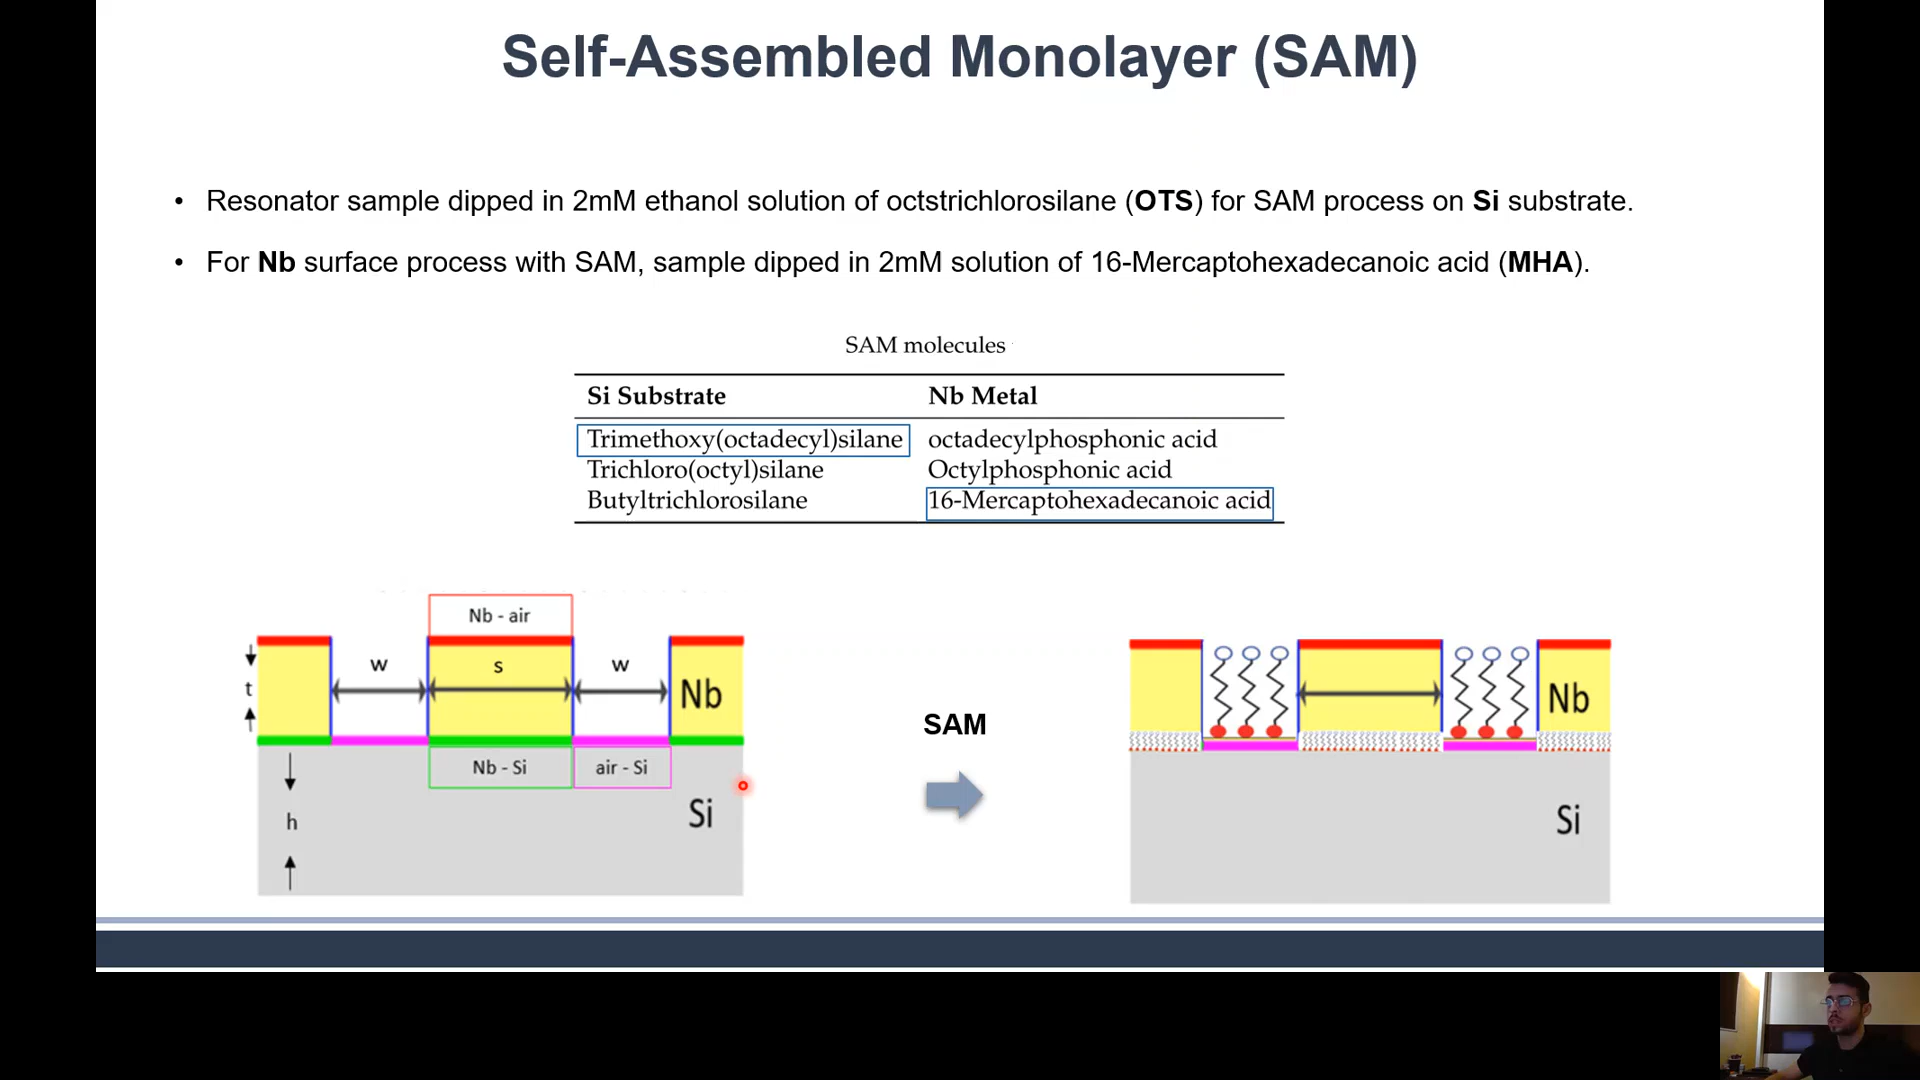 Self-Assembled Monolayer (SAM)
• Resonator sample dipped in 2mM ethanol solution of octstrichlorosilane (OTS) for SAM process on Si substrate.
• For Nb surface process with SAM, sample dipped in 2mM solution of 16-Mercaptohexadecanoic acid (MHA).
SAM molecules
Si Substrate Nb Metal
Trimethoxy(octadecyl)silane octadecylphosphonic acid
Trichloro(octyl)silane Octylphosphonic acid
Butyltrichlorosilane 16-Mercaptohexadecanoic acid
Nb - air
w s w
t Nb
Nb - Si air - Si
h Si
SAM
Nb
Si